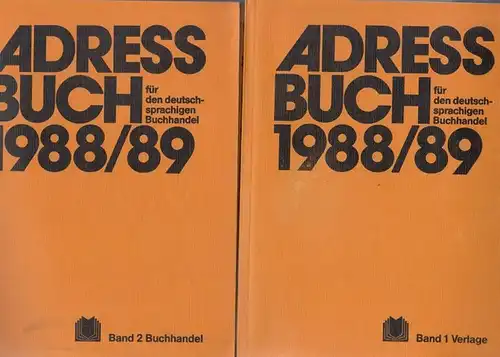 ADRESS
BUCH
für
den deutsch-
sprachigen
Buchhandel
1988/89
Band 2 Buchhandel
ADRESS
BUCH
für
den deutsch-
sprachigen
Buchhandel
1988/89
Band 1 Verlage